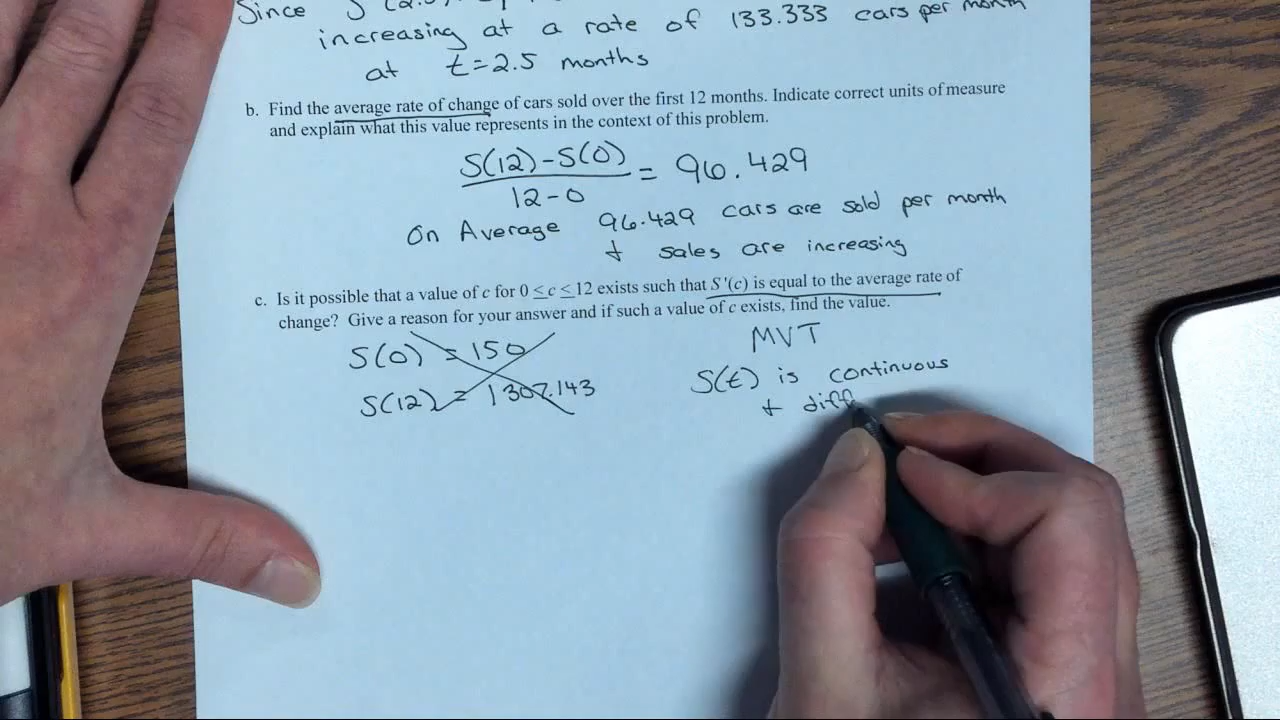 Since S'(2.5)
increasing at a rate of 133.333 cars per month
at t=2.5 months
b. Find the average rate of change of cars sold over the first 12 months. Indicate correct units of measure
and explain what this value represents in the context of this problem.
S(12)-S(0)
12-0
= 96.429
On Average 96.429 cars are sold per month
+ sales are increasing
c. Is it possible that a value of c for 0 ≤ c ≤ 12 exists such that S'(c) is equal to the average rate of
change? Give a reason for your answer and if such a value of c exists, find the value.
S(0) = 150
S(12) = 1307.143
MVT
S(t) is continuous
+ diff